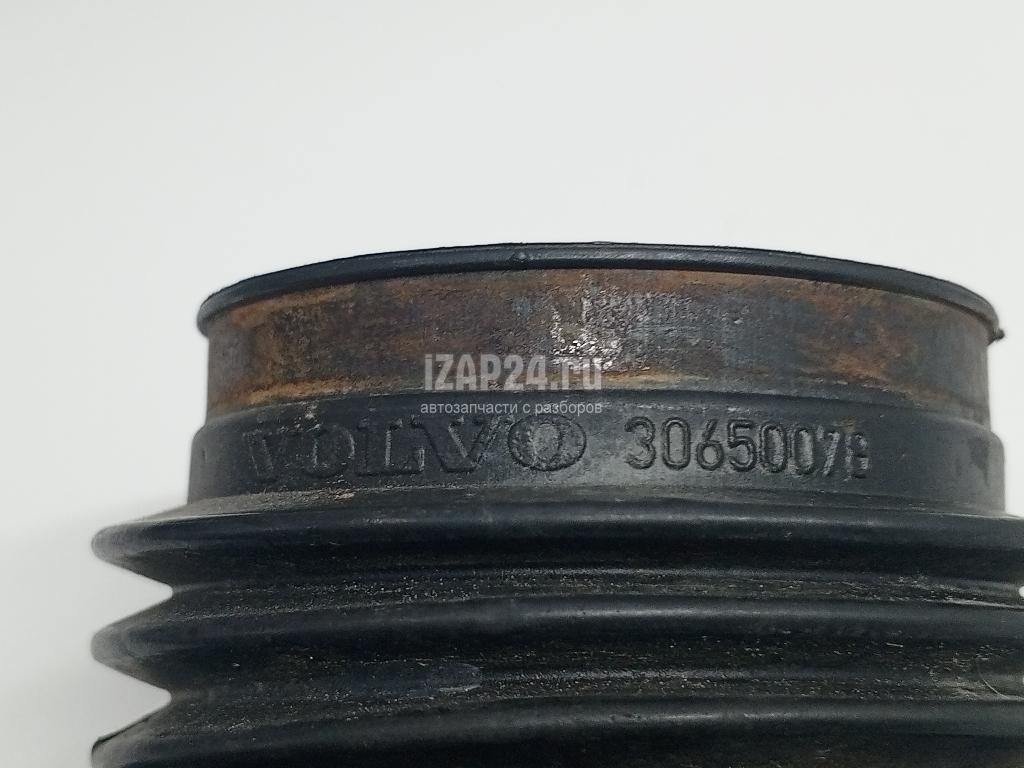 iZAP24.ru
автозапчасти с разборов
VOLVO 30650078